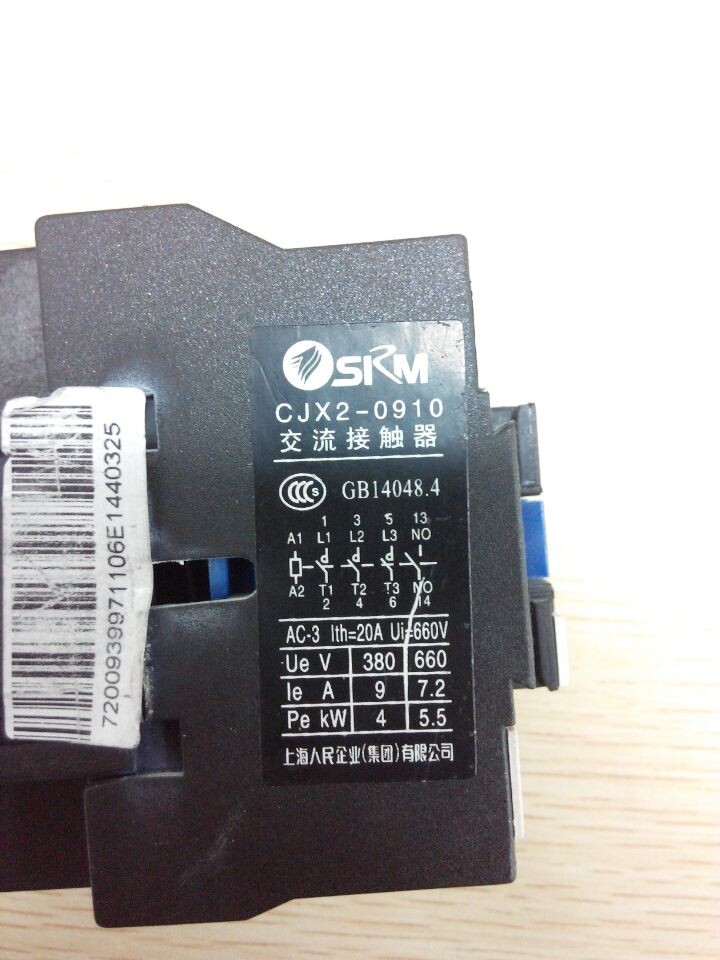 SRM
CJX2-0910
交流接触器
CCC S GB14048.4
1 3 5 13
A1 L1 L2 L3 NO
A2 T1 T2 T3 NO
2 4 6 14
AC-3 Ith=20A Ui=660V
Ue V 380 660
Ie A 9 7.2
Pe kW 4 5.5
上海人民企业(集团)有限公司
7200939971106E1440325